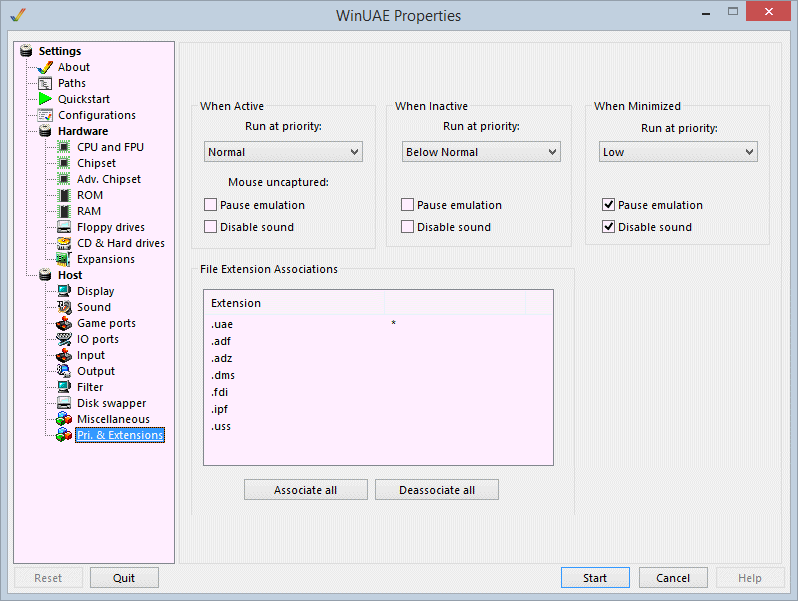 WinUAE Properties
Settings
About
Paths
Quickstart
Configurations
Hardware
CPU and FPU
Chipset
Adv. Chipset
ROM
RAM
Floppy drives
CD & Hard drives
Expansions
Host
Display
Sound
Game ports
IO ports
Input
Output
Filter
Disk swapper
Miscellaneous
Pri. & Extensions
When Active
Run at priority:
Normal
Mouse uncaptured:
Pause emulation
Disable sound
When Inactive
Run at priority:
Below Normal
Pause emulation
Disable sound
When Minimized
Run at priority:
Low
Pause emulation
Disable sound
File Extension Associations
Extension
.uae *
.adf
.adz
.dms
.fdi
.ipf
.uss
Associate all
Deassociate all
Reset
Quit
Start
Cancel
Help